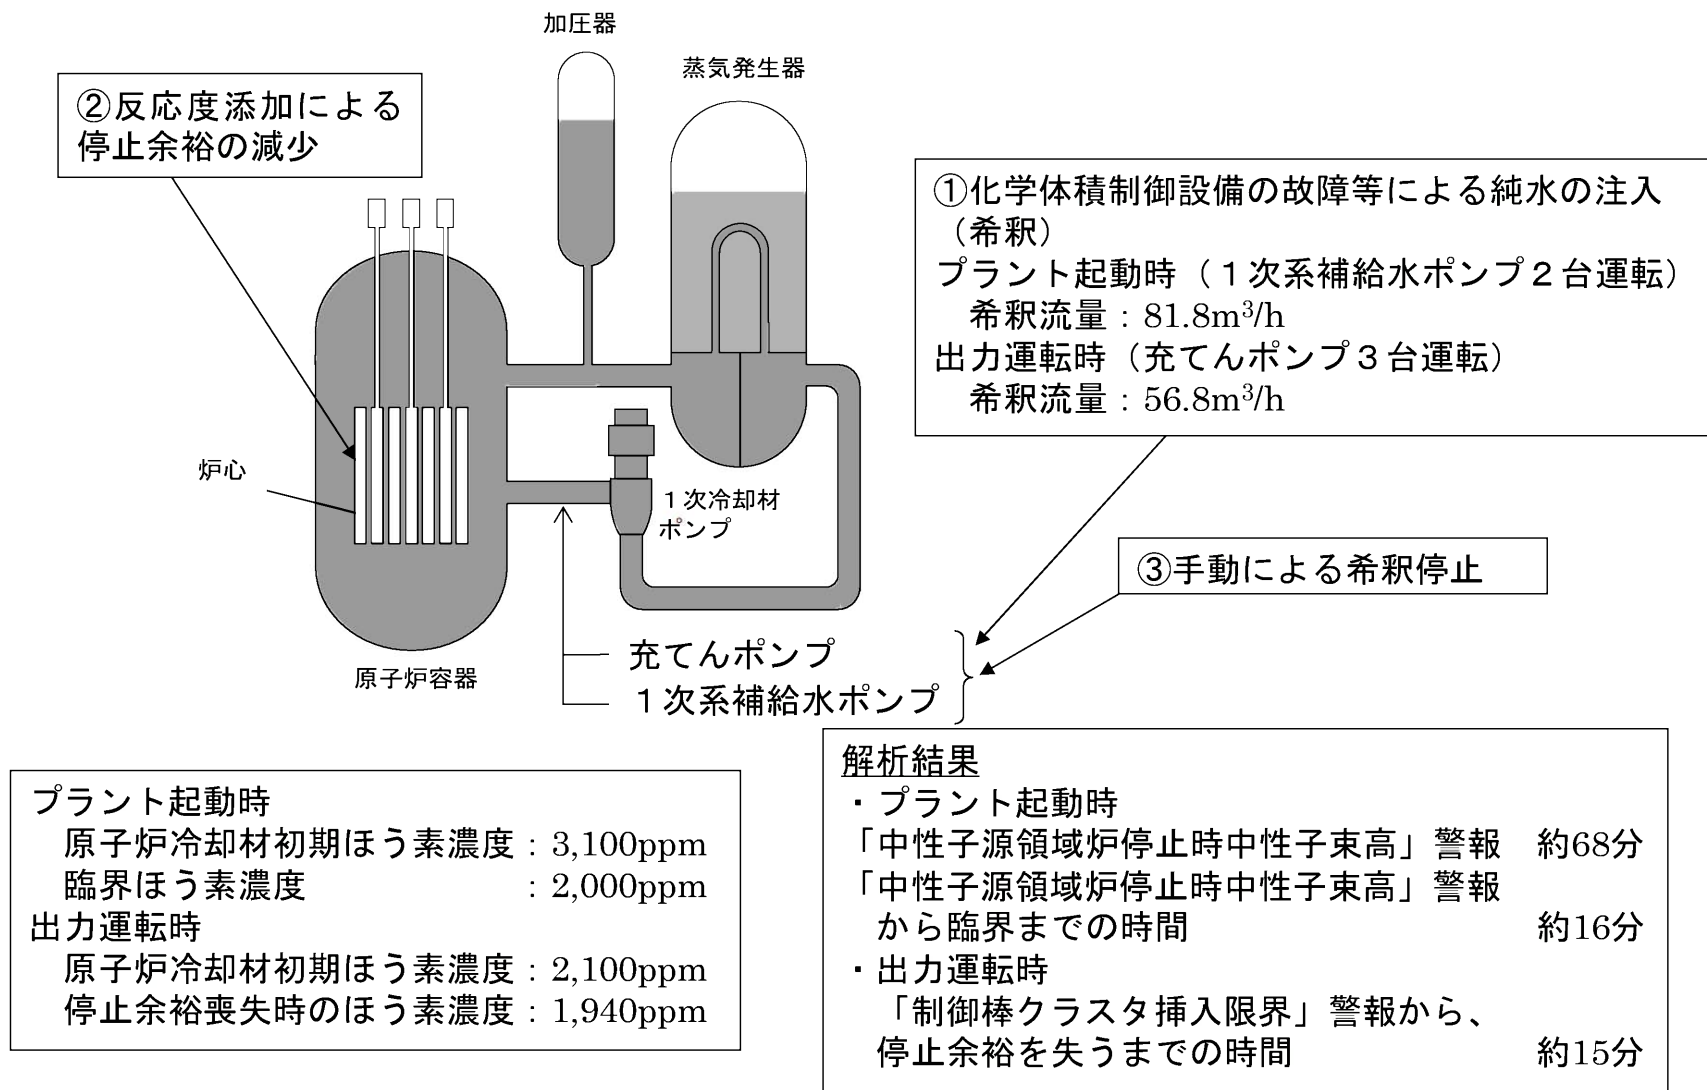 加圧器
蒸気発生器
②反応度添加による
停止余裕の減少
①化学体積制御設備の故障等による純水の注入
（希釈）
プラント起動時（１次系補給水ポンプ２台運転）
希釈流量：81.8m³/h
出力運転時（充てんポンプ３台運転）
希釈流量：56.8m³/h
炉心
１次冷却材
ポンプ
③手動による希釈停止
原子炉容器
充てんポンプ
１次系補給水ポンプ
プラント起動時
原子炉冷却材初期ほう素濃度：3,100ppm
臨界ほう素濃度：2,000ppm
出力運転時
原子炉冷却材初期ほう素濃度：2,100ppm
停止余裕喪失時のほう素濃度：1,940ppm
解析結果
・プラント起動時
「中性子源領域炉停止時中性子束高」警報　約68分
「中性子源領域炉停止時中性子束高」警報
から臨界までの時間　約16分
・出力運転時
「制御棒クラスタ挿入限界」警報から、
停止余裕を失うまでの時間　約15分